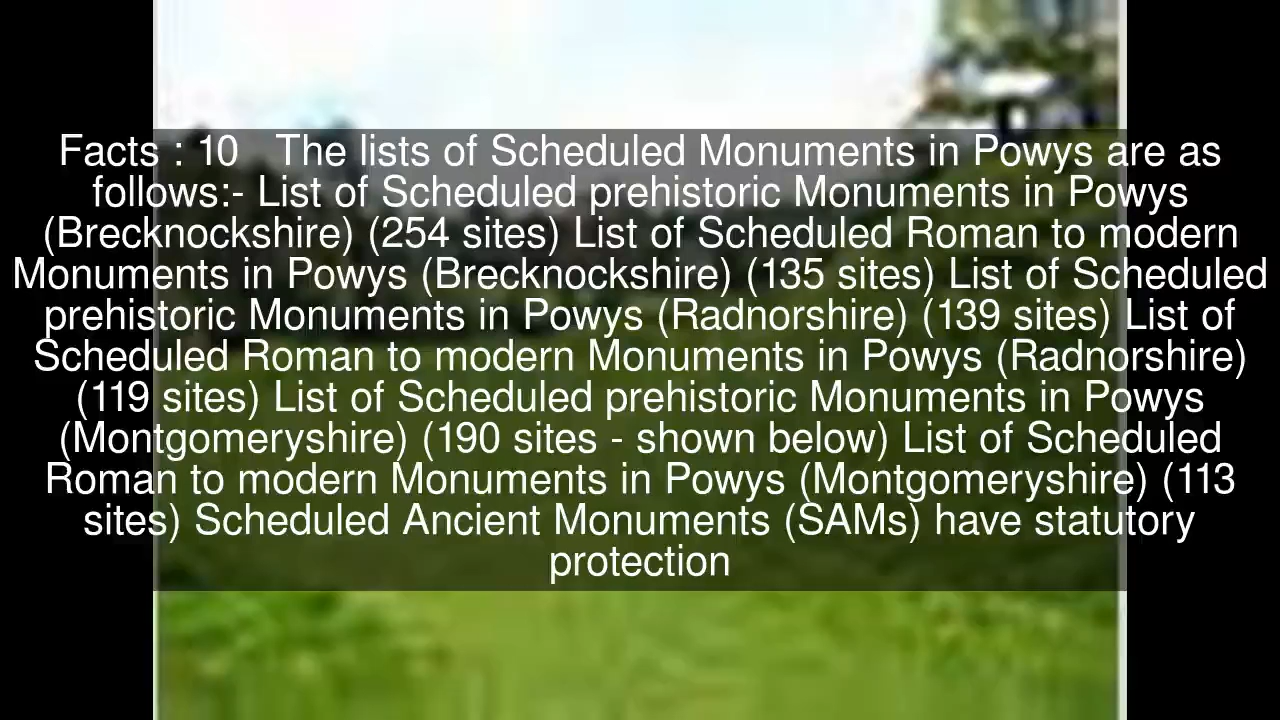 Facts : 10   The lists of Scheduled Monuments in Powys are as
follows:- List of Scheduled prehistoric Monuments in Powys
(Brecknockshire) (254 sites) List of Scheduled Roman to modern
Monuments in Powys (Brecknockshire) (135 sites) List of Scheduled
prehistoric Monuments in Powys (Radnorshire) (139 sites) List of
Scheduled Roman to modern Monuments in Powys (Radnorshire)
(119 sites) List of Scheduled prehistoric Monuments in Powys
(Montgomeryshire) (190 sites - shown below) List of Scheduled
Roman to modern Monuments in Powys (Montgomeryshire) (113
sites) Scheduled Ancient Monuments (SAMs) have statutory
protection